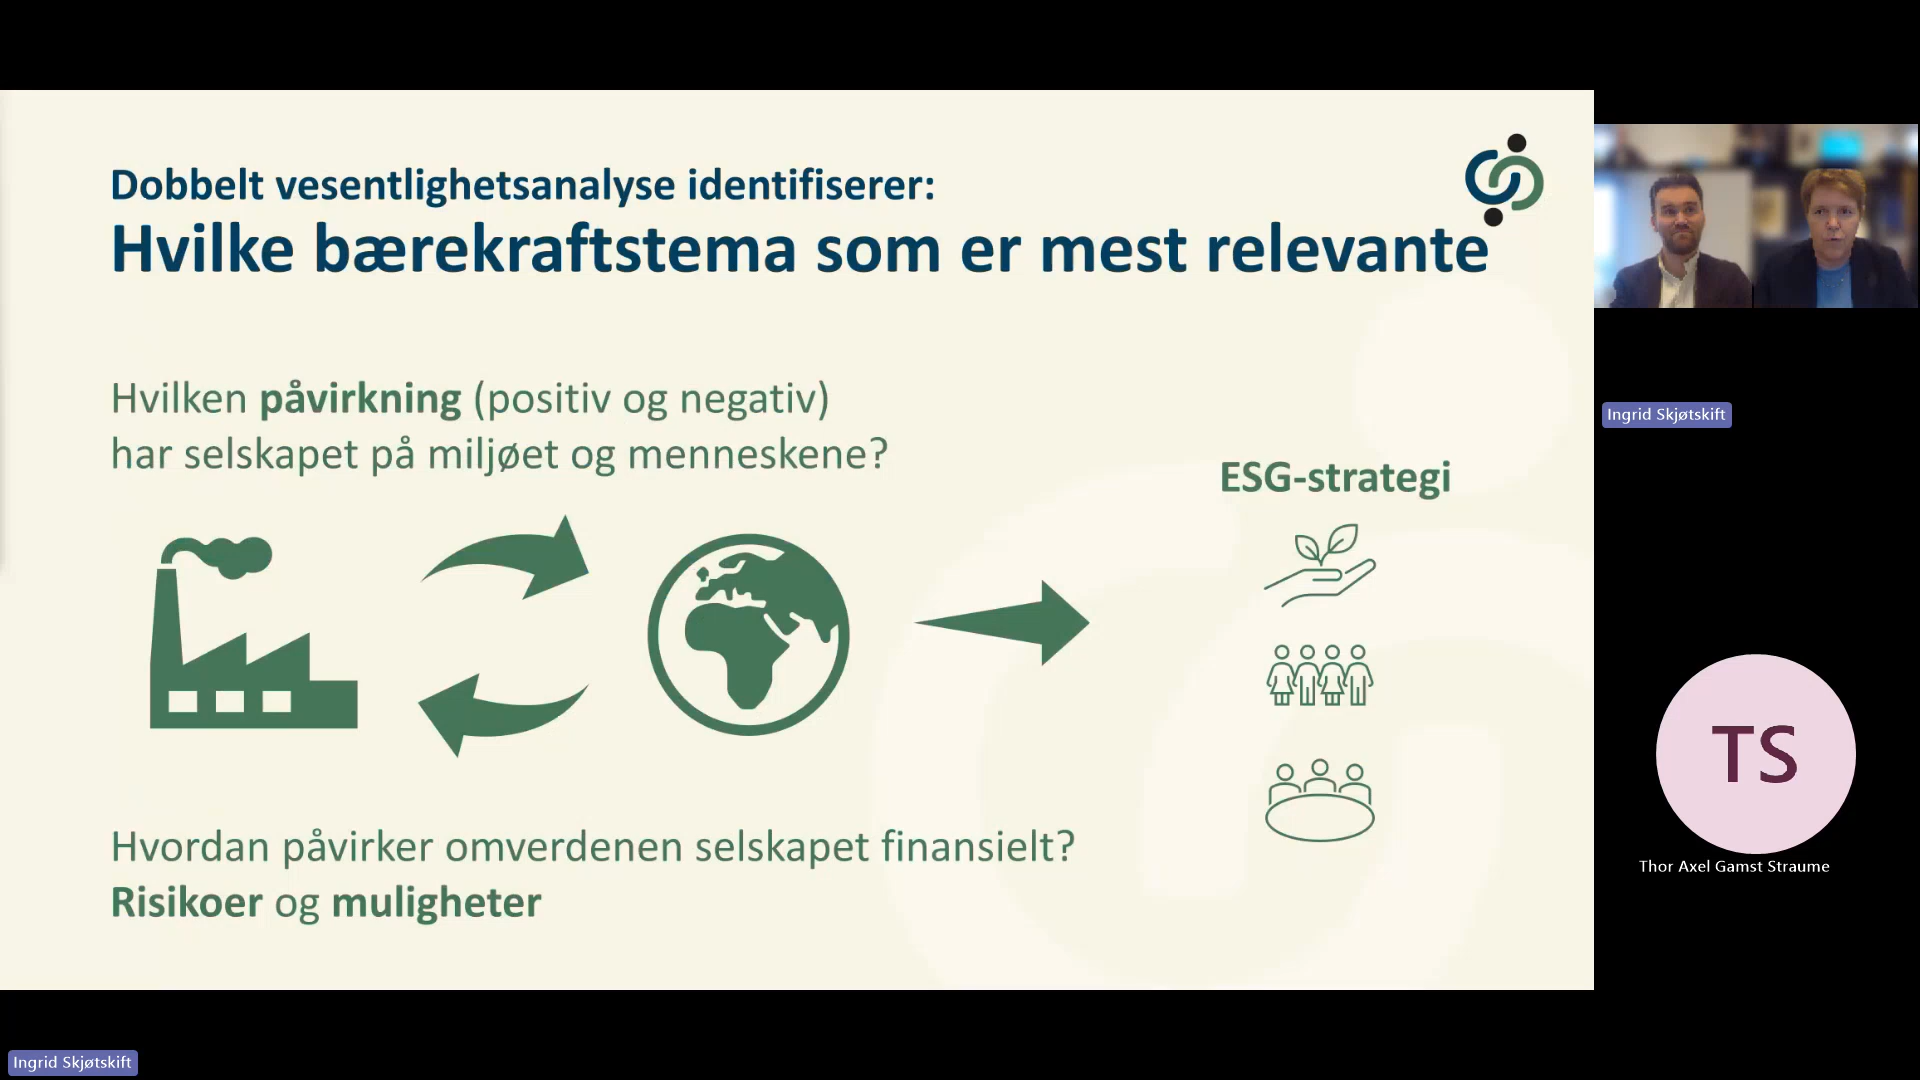 Dobbelt vesentlighetsanalyse identifiserer:
Hvilke bærekraftstema som er mest relevante
Hvilken påvirkning (positiv og negativ)
har selskapet på miljøet og menneskene?
ESG-strategi
Hvordan påvirker omverdenen selskapet finansielt?
Risikoer og muligheter
Ingrid Skjøtskift
TS
Thor Axel Gamst Straume
Ingrid Skjøtskift